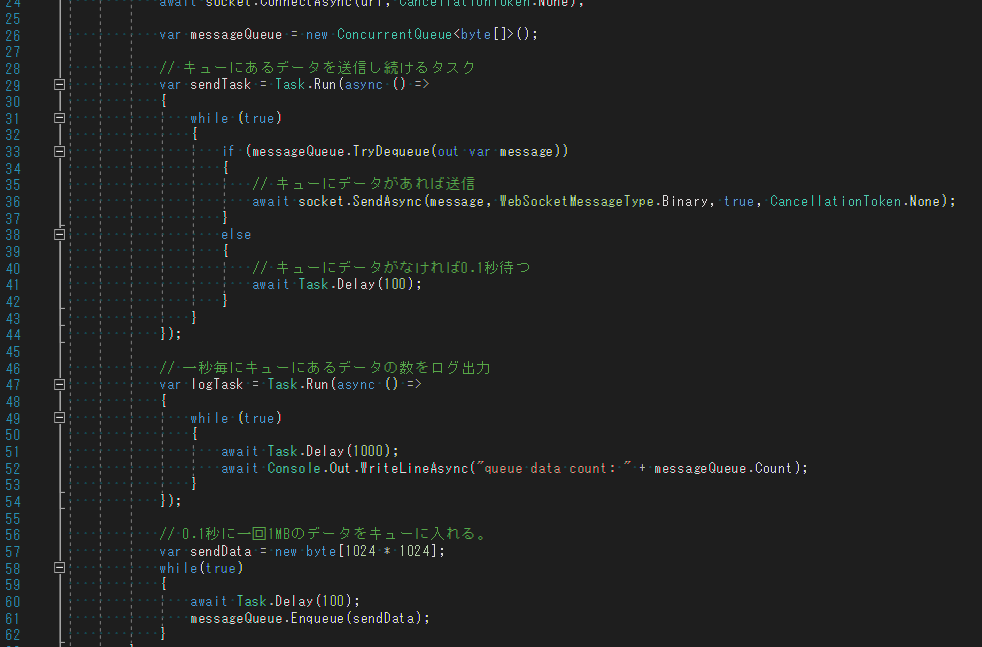 24 await socket.ConnectAsync(uri, CancellationToken.None);
25
26 var messageQueue = new ConcurrentQueue<byte[]>();
27
28 // キューにあるデータを送信し続けるタスク
29 var sendTask = Task.Run(async () =>
30 {
31 while (true)
32 {
33 if (messageQueue.TryDequeue(out var message))
34 {
35 // キューにデータがあれば送信
36 await socket.SendAsync(message, WebSocketMessageType.Binary, true, CancellationToken.None);
37 }
38 else
39 {
40 // キューにデータがなければ0.1秒待つ
41 await Task.Delay(100);
42 }
43 }
44 });
45
46 // 一秒毎にキューにあるデータの数をログ出力
47 var logTask = Task.Run(async () =>
48 {
49 while (true)
50 {
51 await Task.Delay(1000);
52 await Console.Out.WriteLineAsync("queue data count: " + messageQueue.Count);
53 }
54 });
55
56 // 0.1秒に一回1MBのデータをキューに入れる。
57 var sendData = new byte[1024 * 1024];
58 while(true)
59 {
60 await Task.Delay(100);
61 messageQueue.Enqueue(sendData);
62 }